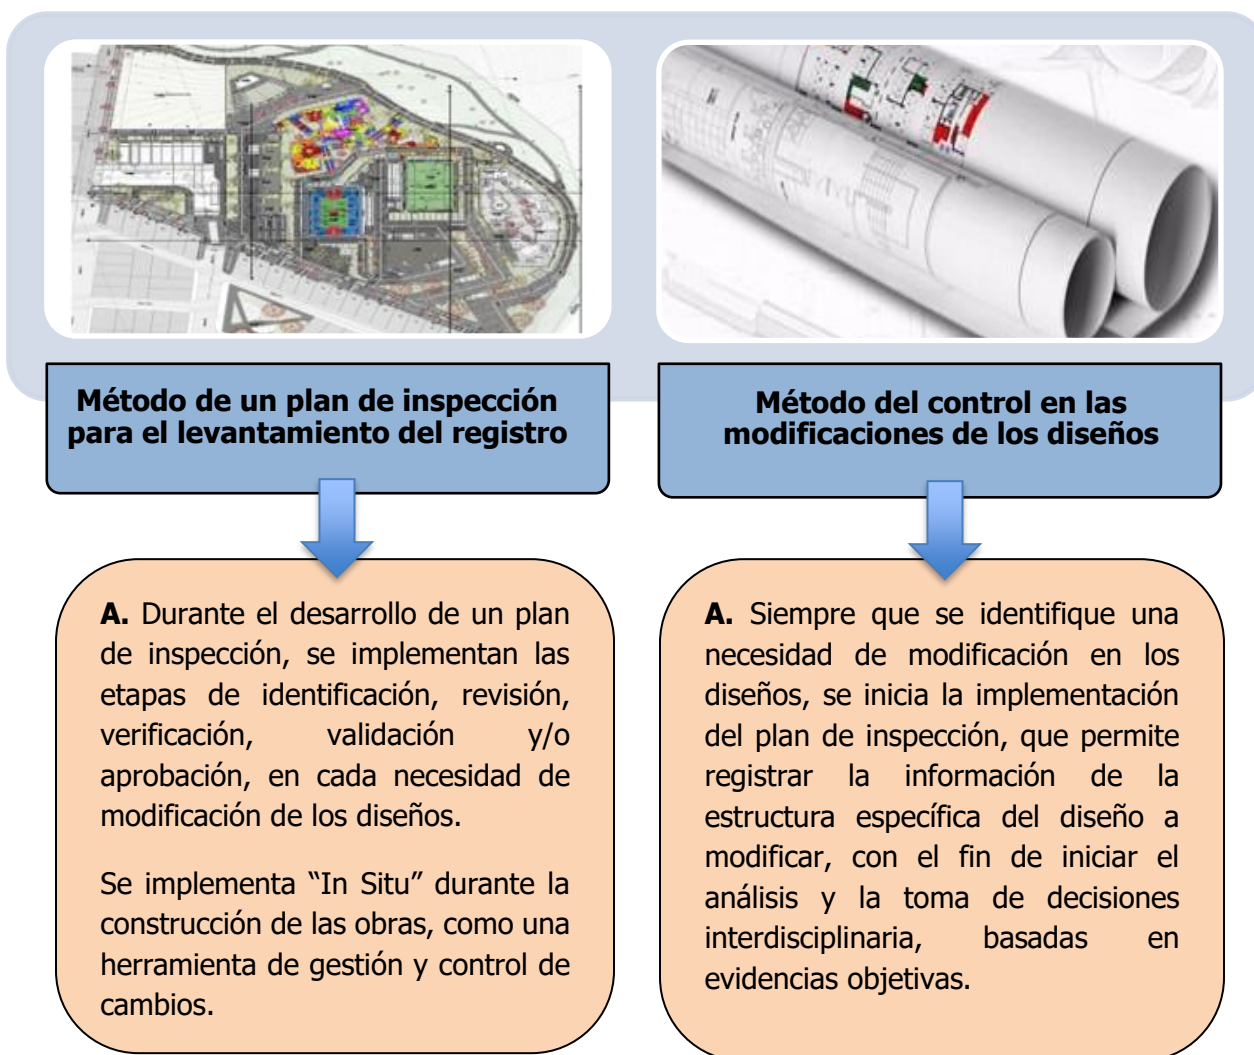 Método de un plan de inspección
para el levantamiento del registro
Método del control en las
modificaciones de los diseños
A. Durante el desarrollo de un plan
de inspección, se implementan las
etapas de identificación, revisión,
verificación, validación y/o
aprobación, en cada necesidad de
modificación de los diseños.
Se implementa “In Situ” durante la
construcción de las obras, como una
herramienta de gestión y control de
cambios.
A. Siempre que se identifique una
necesidad de modificación en los
diseños, se inicia la implementación
del plan de inspección, que permite
registrar la información de la
estructura específica del diseño a
modificar, con el fin de iniciar el
análisis y la toma de decisiones
interdisciplinaria, basadas en
evidencias objetivas.